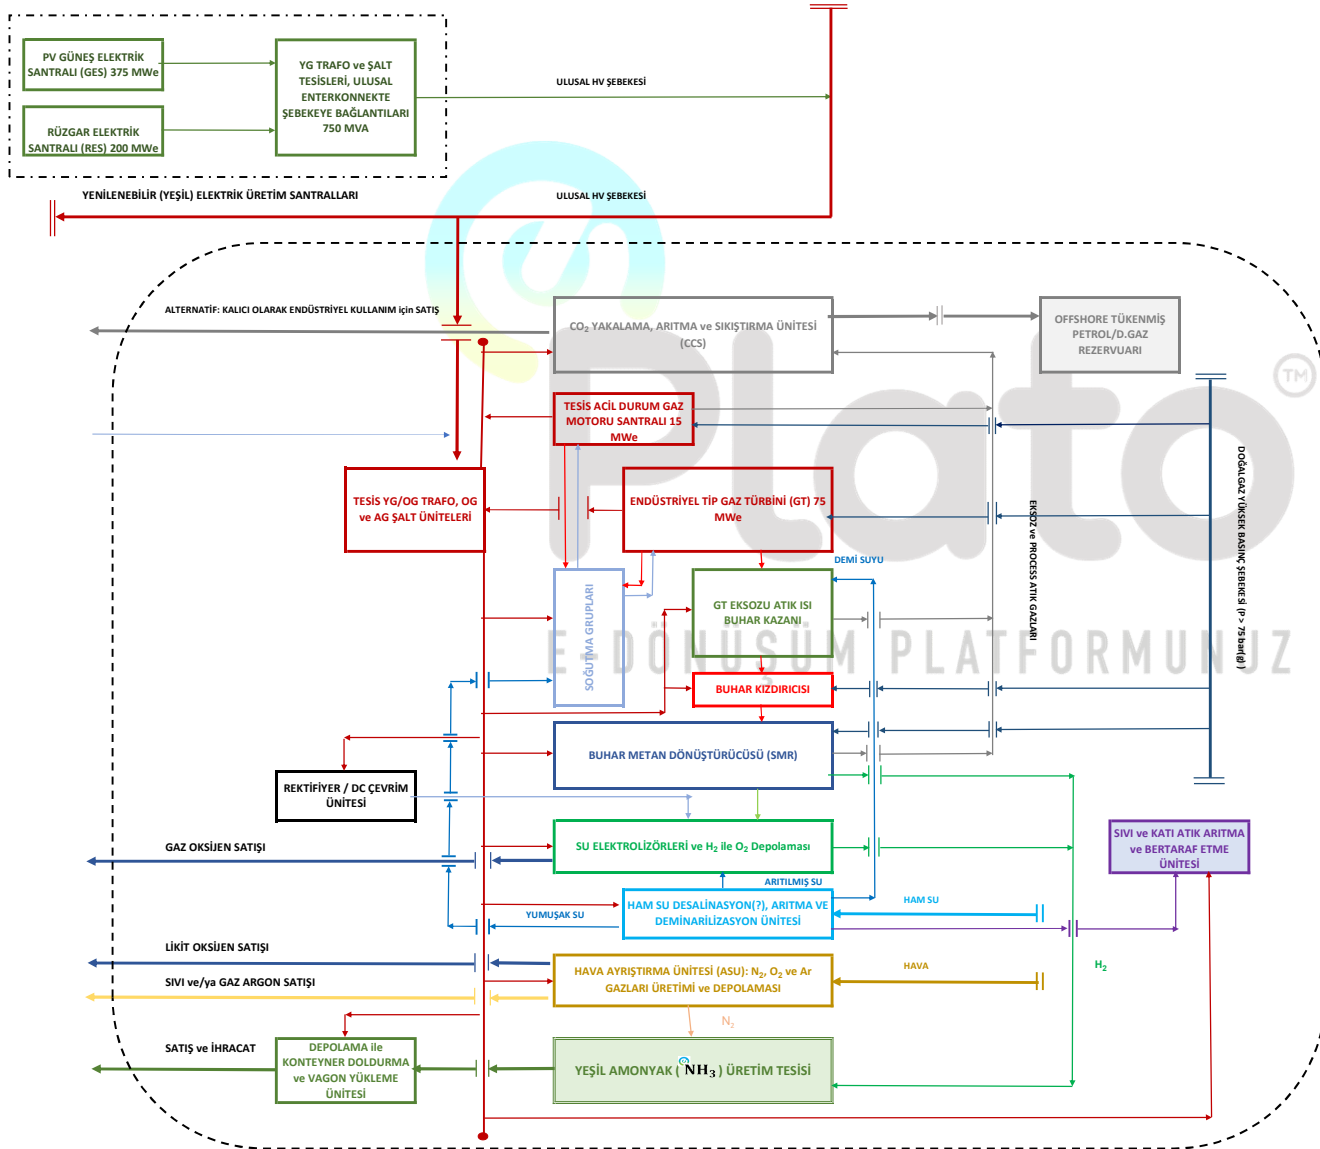 PV GÜNEŞ ELEKTRİK
SANTRALI (GES) 375 MWe
RÜZGAR ELEKTRİK
SANTRALI (RES) 200 MWe
YG TRAFO ve ŞALT
TESİSLERİ, ULUSAL
ENTERKONNEKTE
ŞEBEKEYE BAĞLANTILARI
750 MVA
ULUSAL HV ŞEBEKESİ
YENİLENEBİLİR (YEŞİL) ELEKTRİK ÜRETİM SANTRALLARI
ULUSAL HV ŞEBEKESİ
ALTERNATİF: KALICI OLARAK ENDÜSTRİYEL KULLANIM için SATIŞ
CO₂ YAKALAMA, ARITMA ve SIKIŞTIRMA ÜNİTESİ
(CCS)
OFFSHORE TÜKENMİŞ
PETROL/D.GAZ
REZERVUARI
Plato
TM
E-DÖNÜŞÜM PLATFORMUNUZ
TESİS ACİL DURUM GAZ
MOTORU SANTRALI 15
MWe
TESİS YG/OG TRAFO, OG
ve AG ŞALT ÜNİTELERİ
ENDÜSTRİYEL TİP GAZ TÜRBİNİ (GT) 75
MWe
DOĞALGAZ YÜKSEK BASINÇ ŞEBEKESİ (P > 75 bar(g) )
EKSOZ ve PROCESS ATIK GAZLARI
DEMİ SUYU
SOĞUTMA GRUPLARI
GT EKSOZU ATIK ISI
BUHAR KAZANI
BUHAR KIZDIRICISI
BUHAR METAN DÖNÜŞTÜRÜCÜSÜ (SMR)
REKTİFİYER / DC ÇEVRİM
ÜNİTESİ
SU ELEKTROLİZÖRLERİ ve H₂ ile O₂ Depolaması
SIVI ve KATI ATIK ARITMA
ve BERTARAF ETME
ÜNİTESİ
GAZ OKSİJEN SATIŞI
ARITILMIŞ SU
HAM SU DESALİNASYON(?), ARITMA VE
DEMİNARİLİZASYON ÜNİTESİ
HAM SU
YUMUŞAK SU
LİKİT OKSİJEN SATIŞI
HAVA AYRIŞTIRMA ÜNİTESİ (ASU): N₂, O₂ ve Ar
GAZLARI ÜRETİMİ ve DEPOLAMASI
HAVA
H₂
SIVI ve/ya GAZ ARGON SATIŞI
N₂
SATIŞ ve İHRACAT
DEPOLAMA ile
KONTEYNER DOLDURMA
ve VAGON YÜKLEME
ÜNİTESİ
YEŞİL AMONYAK ( NH₃ ) ÜRETİM TESİSİ